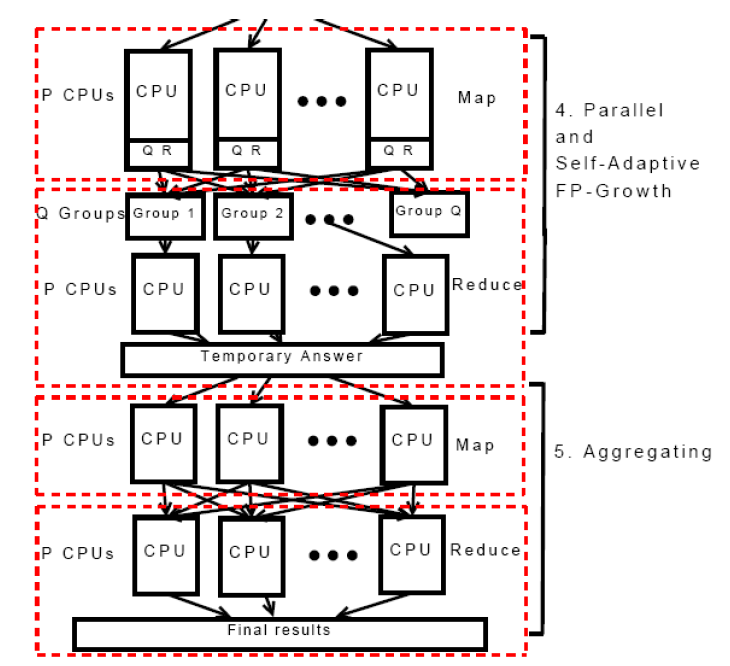 P CPUs CPU CPU CPU Map
Q R Q R Q R
4. Parallel
and
Self-Adaptive
FP-Growth
Q Groups Group 1 Group 2 Group Q
P CPUs CPU CPU CPU Reduce
Temporary Answer
P CPUs CPU CPU CPU Map
5. Aggregating
P CPUs CPU CPU CPU Reduce
Final results